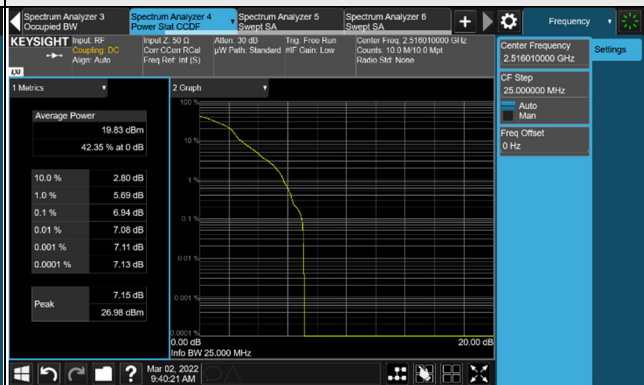 Spectrum Analyzer 3
Occupied BW
Spectrum Analyzer 4
Power Stat CCDF
Spectrum Analyzer 5
Swept SA
Spectrum Analyzer 6
Swept SA
Frequency
KEYSIGHT
Input: RF
Coupling: DC
Align: Auto
Input Z: 50 Ω
Corr CCorr RCal
Freq Ref: Int (S)
Atten: 30 dB
µW Path: Standard
Trig: Free Run
#IF Gain: Low
Center Freq: 2.516010000 GHz
Counts: 10.0 M/10.0 Mpt
Radio Std: None
LXI
Center Frequency
2.516010000 GHz
Settings
CF Step
25.000000 MHz
Auto
Man
Freq Offset
0 Hz
1 Metrics
Average Power
19.83 dBm
42.35 % at 0 dB
10.0 % 2.80 dB
1.0 % 5.69 dB
0.1 % 6.94 dB
0.01 % 7.08 dB
0.001 % 7.11 dB
0.0001 % 7.13 dB
Peak
7.15 dB
26.98 dBm
2 Graph
100 %
10 %
1 %
0.1 %
0.01 %
0.001 %
0.0001 %
0.00 dB
20.00 dB
Info BW 25.000 MHz
?
Mar 02, 2022
9:40:21 AM